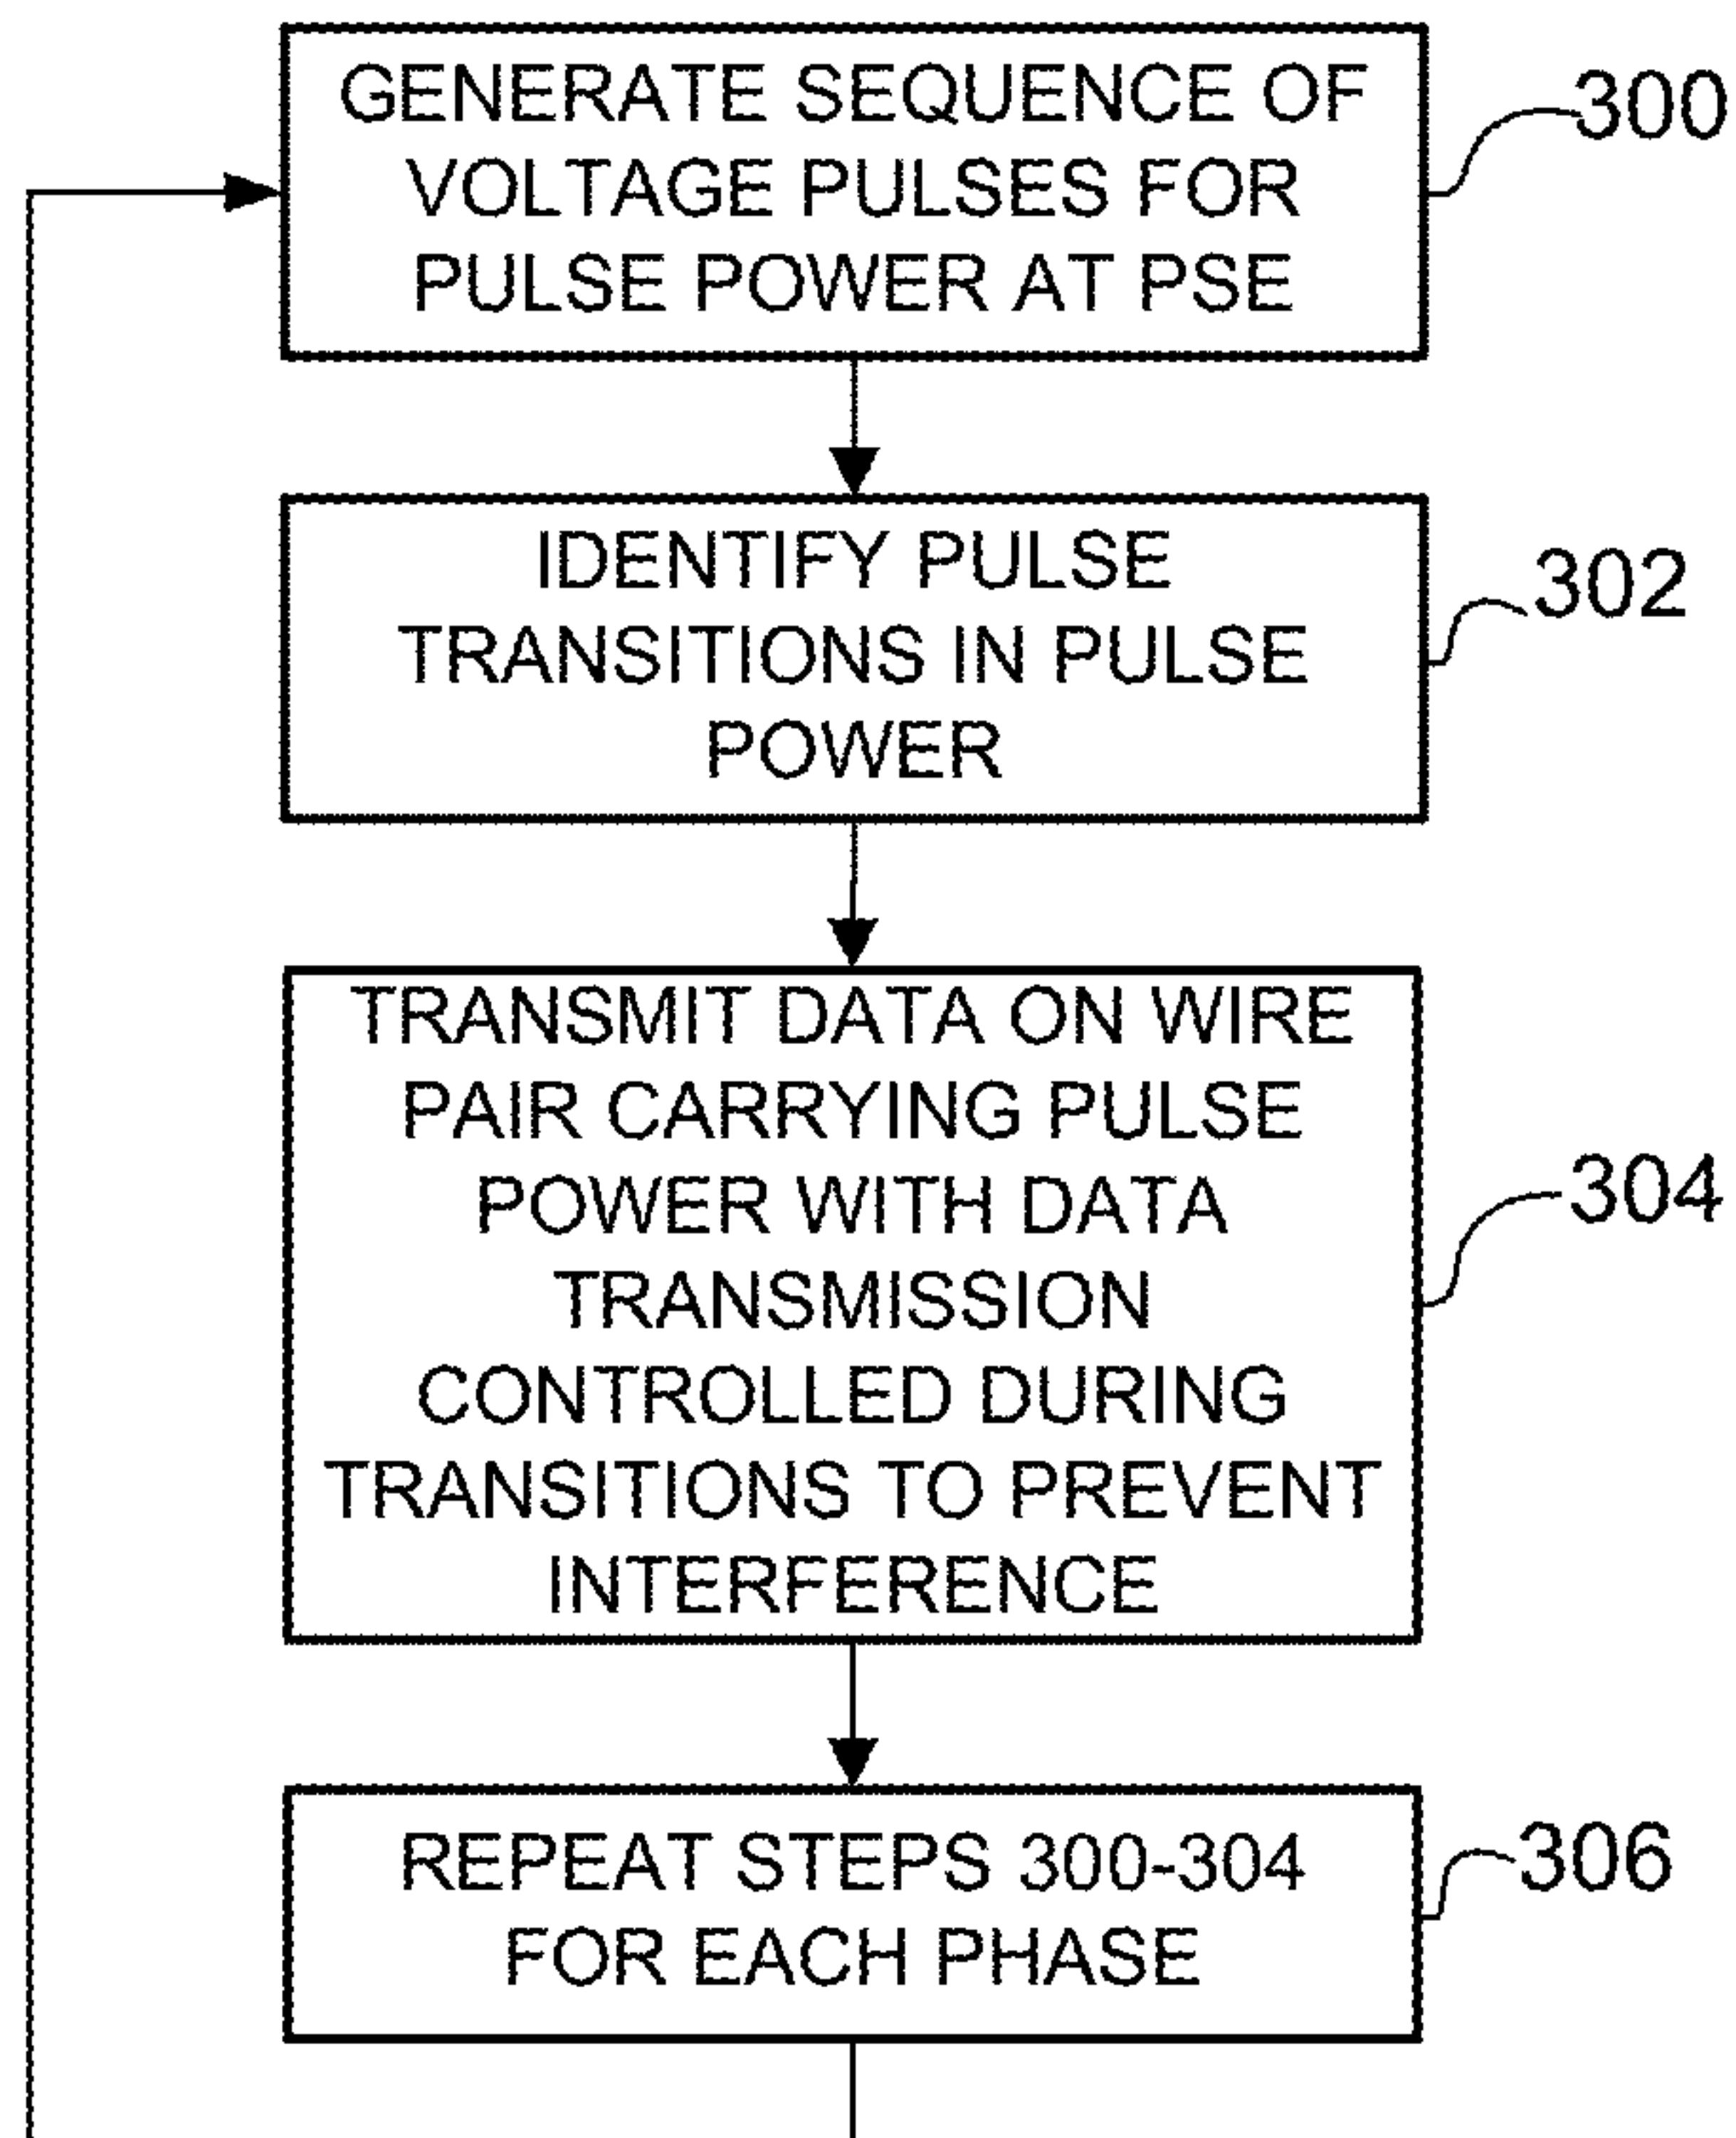 GENERATE SEQUENCE OF
VOLTAGE PULSES FOR
PULSE POWER AT PSE
300
IDENTIFY PULSE
TRANSITIONS IN PULSE
POWER
302
TRANSMIT DATA ON WIRE
PAIR CARRYING PULSE
POWER WITH DATA
TRANSMISSION
CONTROLLED DURING
TRANSITIONS TO PREVENT
INTERFERENCE
304
REPEAT STEPS 300-304
FOR EACH PHASE
306